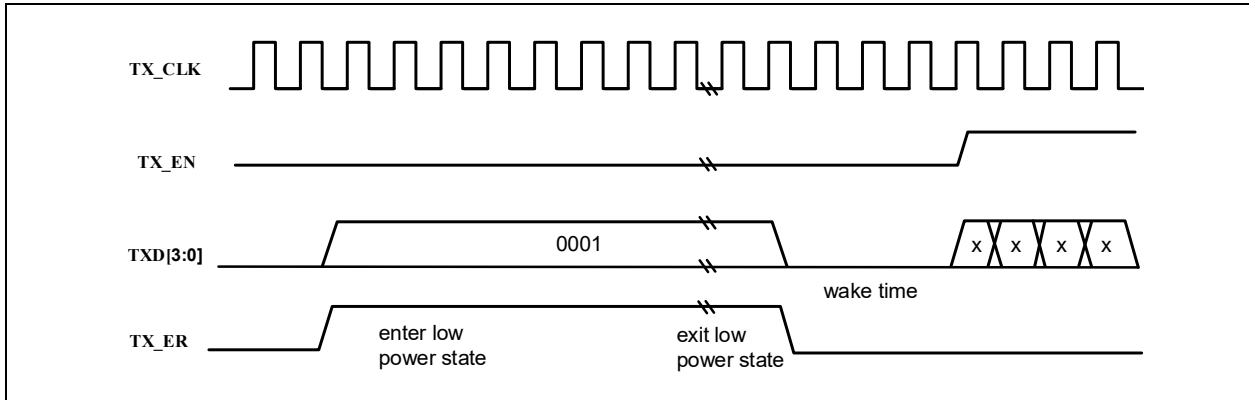 TX_CLK
TX_EN
TXD[3:0]
0001
x x x x
wake time
TX_ER
enter low
power state
exit low
power state